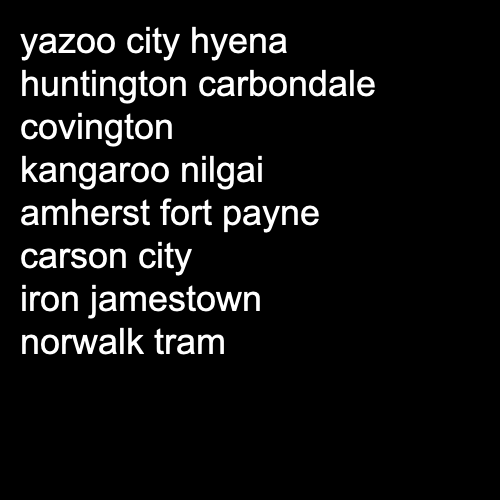 yazoo city hyena
huntington carbondale
covington
kangaroo nilgai
amherst fort payne
carson city
iron jamestown
norwalk tram